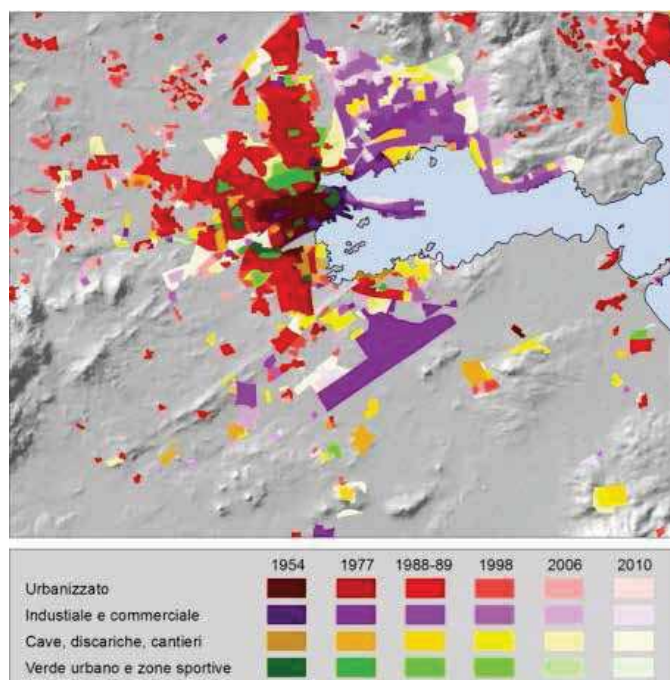 1954 1977 1988-89 1998 2006 2010
Urbanizzato
Industiale e commerciale
Cave, discariche, cantieri
Verde urbano e zone sportive